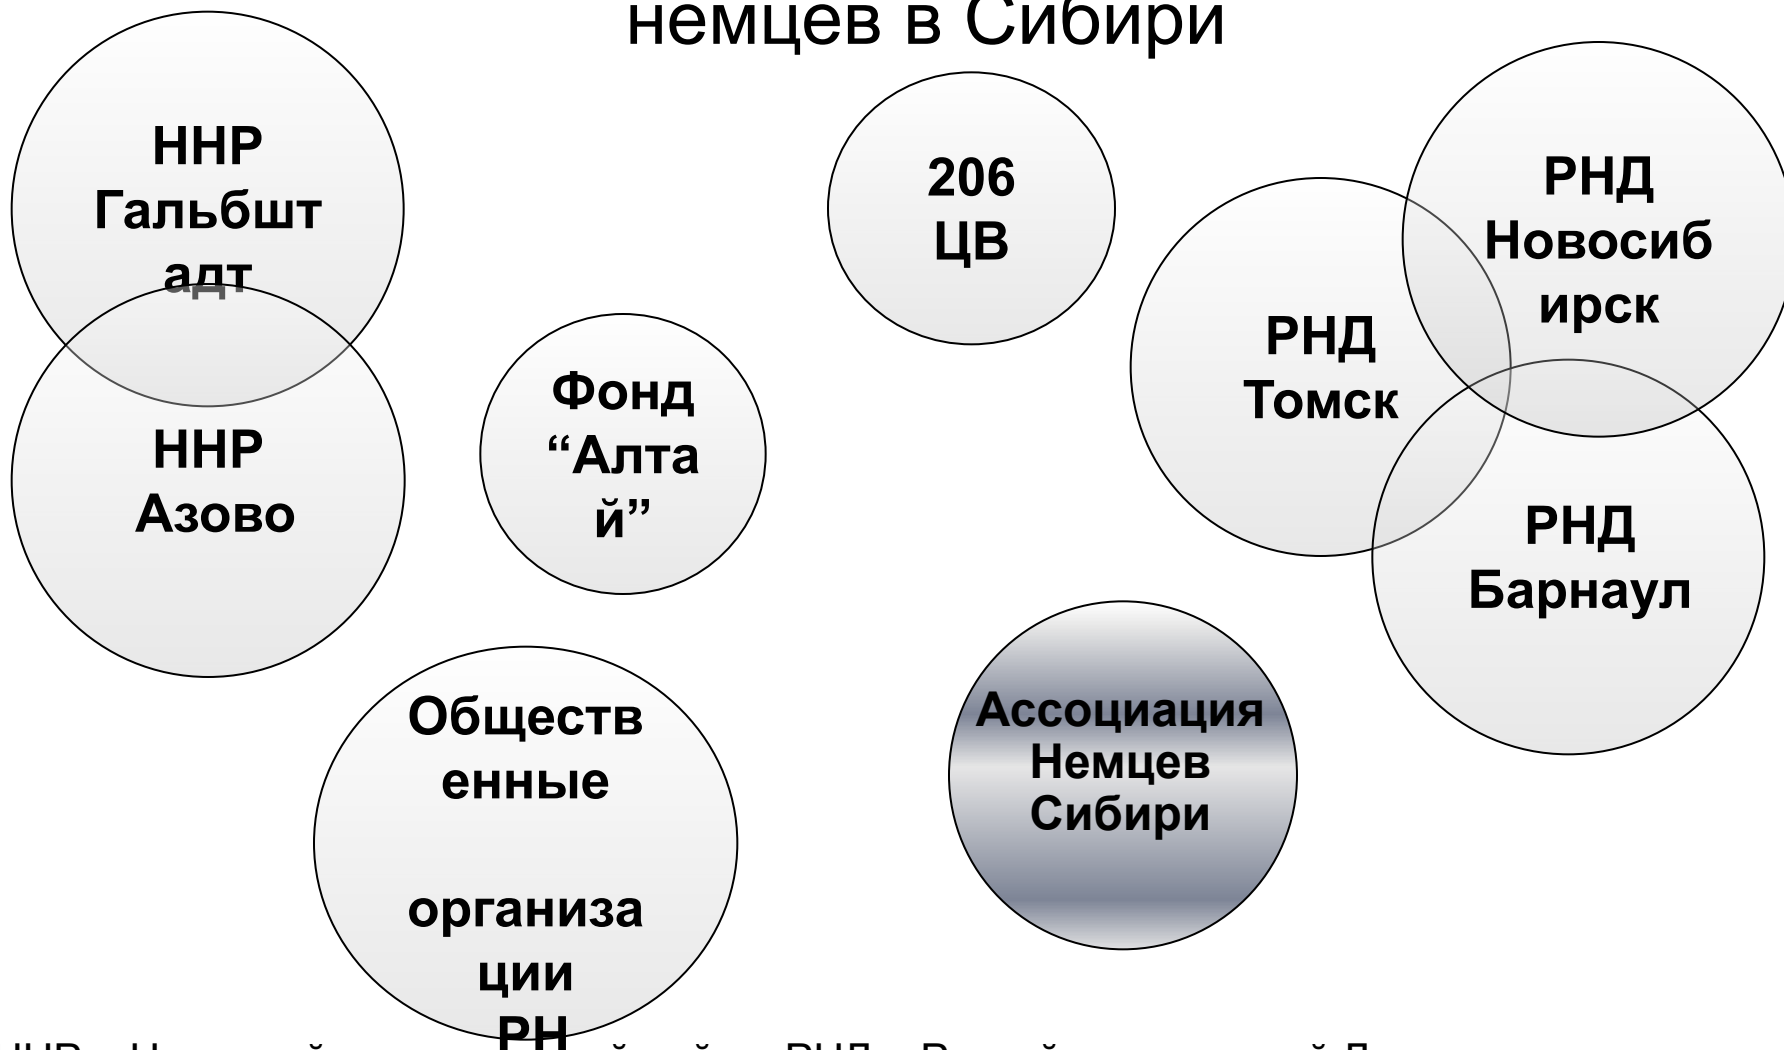 немцев в Сибири
ННР
Гальбшт
адт
ННР
Азово
Фонд
“Алта
й”
206
ЦВ
РНД
Томск
РНД
Новосиб
ирск
РНД
Барнаул
Обществ
енные
организа
ции
РН
Ассоциация
Немцев
Сибири